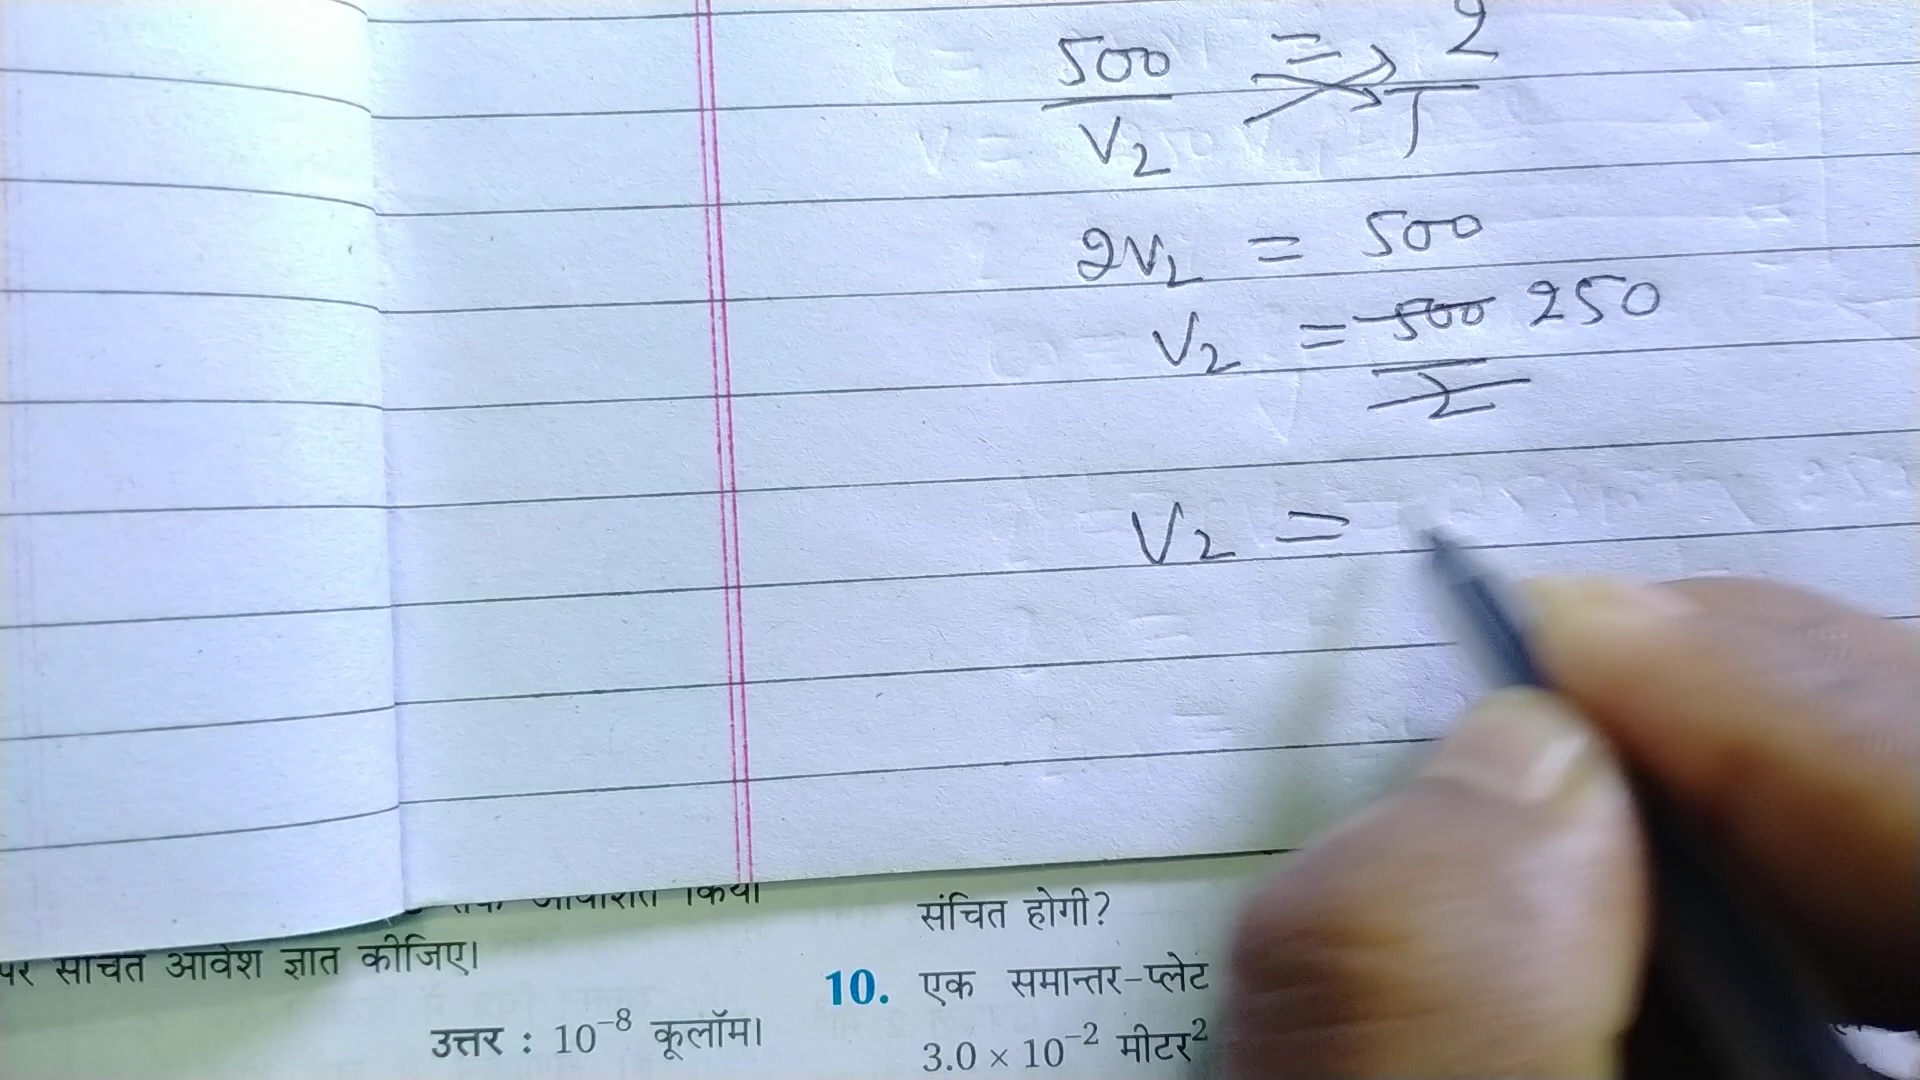 500 = 2
V2 1
2V2 = 500
V2 = 500 250
2
V2 =
किया
संचित होगी?
पर संचित आवेश ज्ञात कीजिए।
10. एक समान्तर-प्लेट
उत्तर : 10⁻⁸ कूलॉम।
3.0 × 10⁻² मीटर²